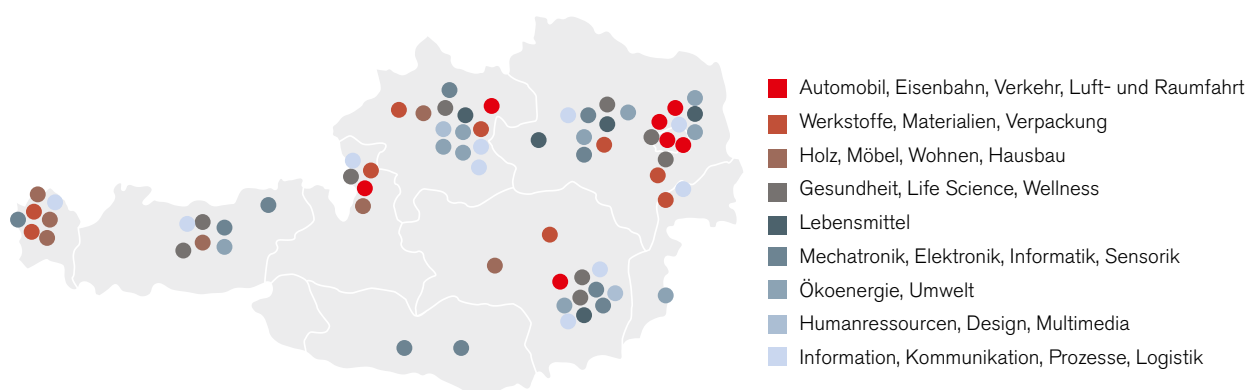 Automobil, Eisenbahn, Verkehr, Luft- und Raumfahrt
Werkstoffe, Materialien, Verpackung
Holz, Möbel, Wohnen, Hausbau
Gesundheit, Life Science, Wellness
Lebensmittel
Mechatronik, Elektronik, Informatik, Sensorik
Ökoenergie, Umwelt
Humanressourcen, Design, Multimedia
Information, Kommunikation, Prozesse, Logistik